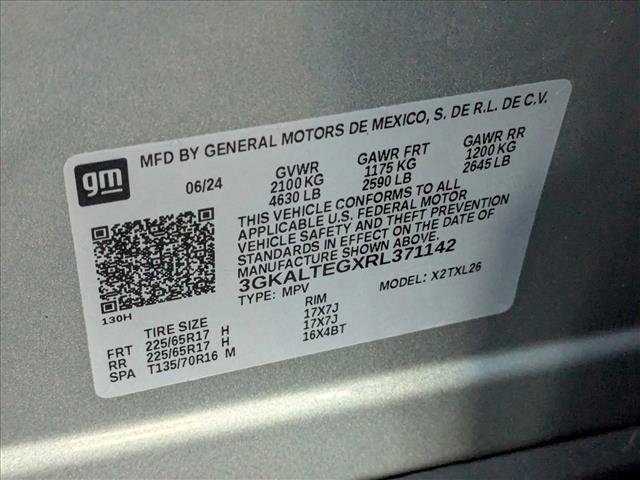 gm
MFD BY GENERAL MOTORS DE MEXICO, S. DE R.L. DE C.V.
06/24 GVWR GAWR FRT GAWR RR
2100 KG 1175 KG 1200 KG
4630 LB 2590 LB 2645 LB
THIS VEHICLE CONFORMS TO ALL
APPLICABLE U.S. FEDERAL MOTOR
VEHICLE SAFETY AND THEFT PREVENTION
STANDARDS IN EFFECT ON THE DATE OF
MANUFACTURE SHOWN ABOVE.
3GKALTEGXRL371142
TYPE: MPV MODEL: X2TXL26
130H
TIRE SIZE RIM
FRT 225/65R17 H 17X7J
RR 225/65R17 H 17X7J
SPA T135/70R16 M 16X4BT